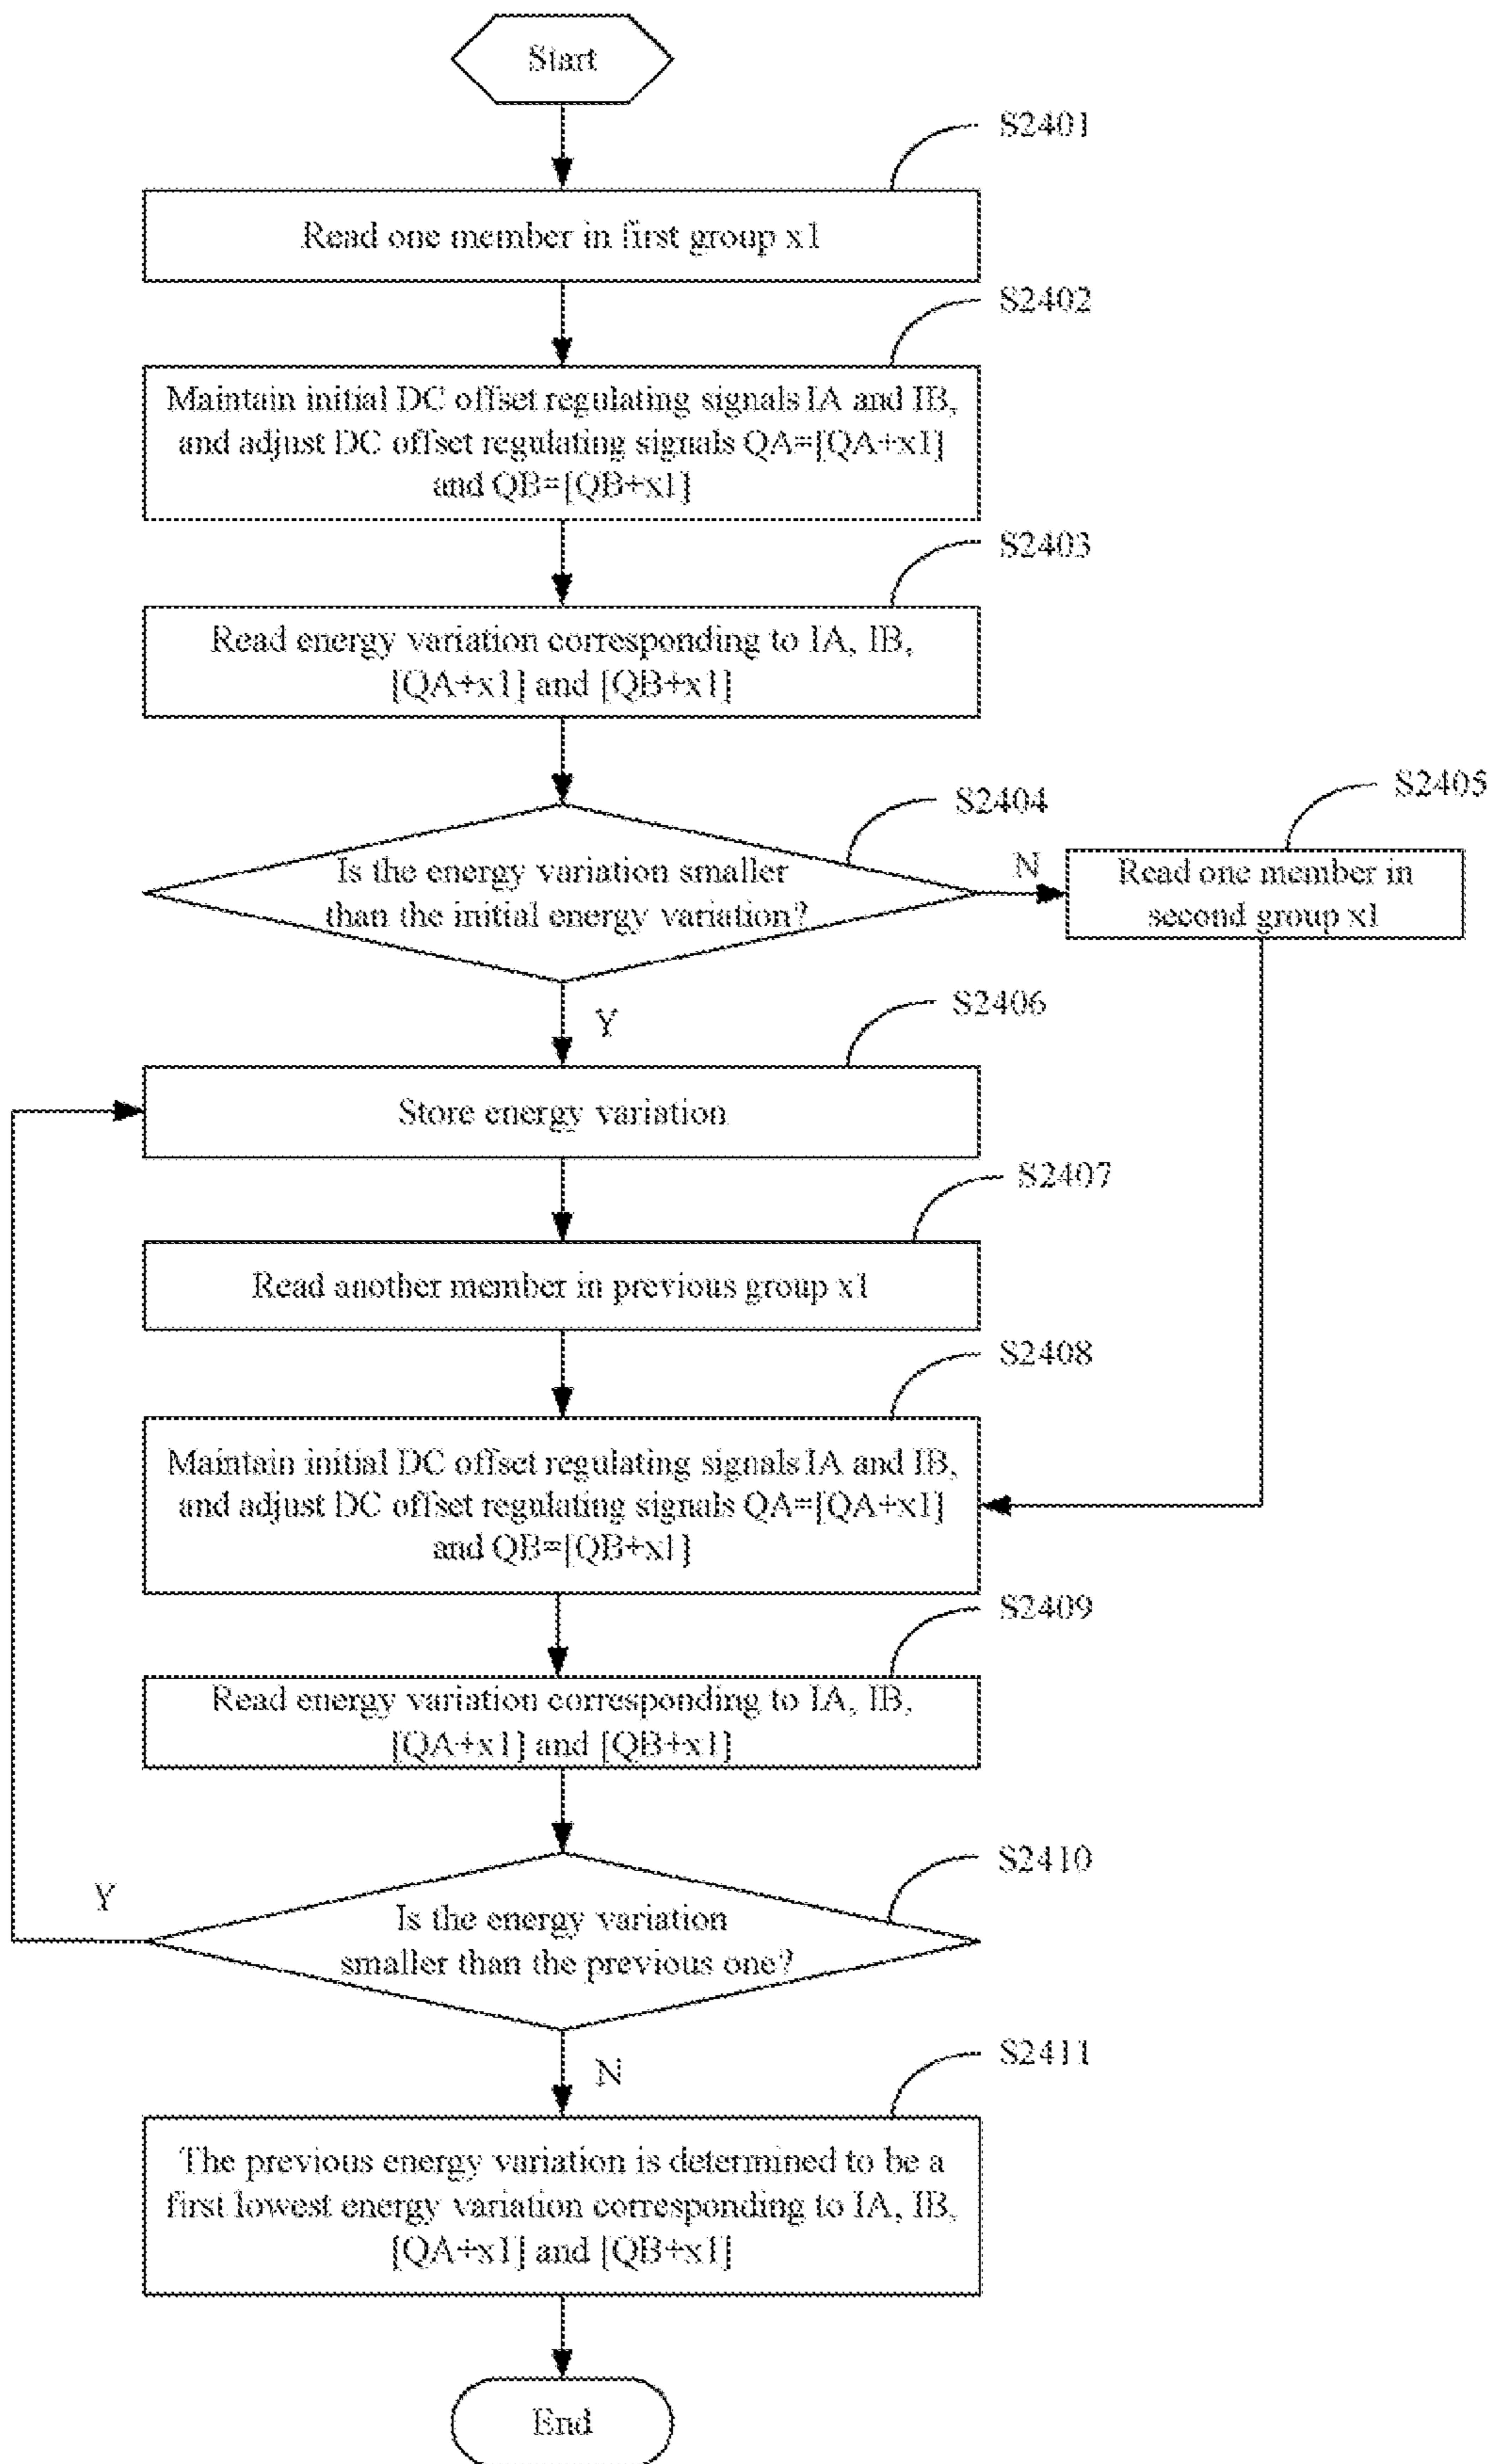 Start
S2401
Read one member in first group x1
S2402
Maintain initial DC offset regulating signals IA and IB,
and adjust DC offset regulating signals QA=[QA+x1]
and QB=[QB+x1]
S2403
Read energy variation corresponding to IA, IB,
[QA+x1] and [QB+x1]
S2404
Is the energy variation smaller
than the initial energy variation?
N
S2405
Read one member in
second group x1
Y
S2406
Store energy variation
S2407
Read another member in previous group x1
S2408
Maintain initial DC offset regulating signals IA and IB,
and adjust DC offset regulating signals QA=[QA+x1]
and QB=[QB+x1]
S2409
Read energy variation corresponding to IA, IB,
[QA+x1] and [QB+x1]
S2410
Y
Is the energy variation
smaller than the previous one?
N
S2411
The previous energy variation is determined to be a
first lowest energy variation corresponding to IA, IB,
[QA+x1] and [QB+x1]
End